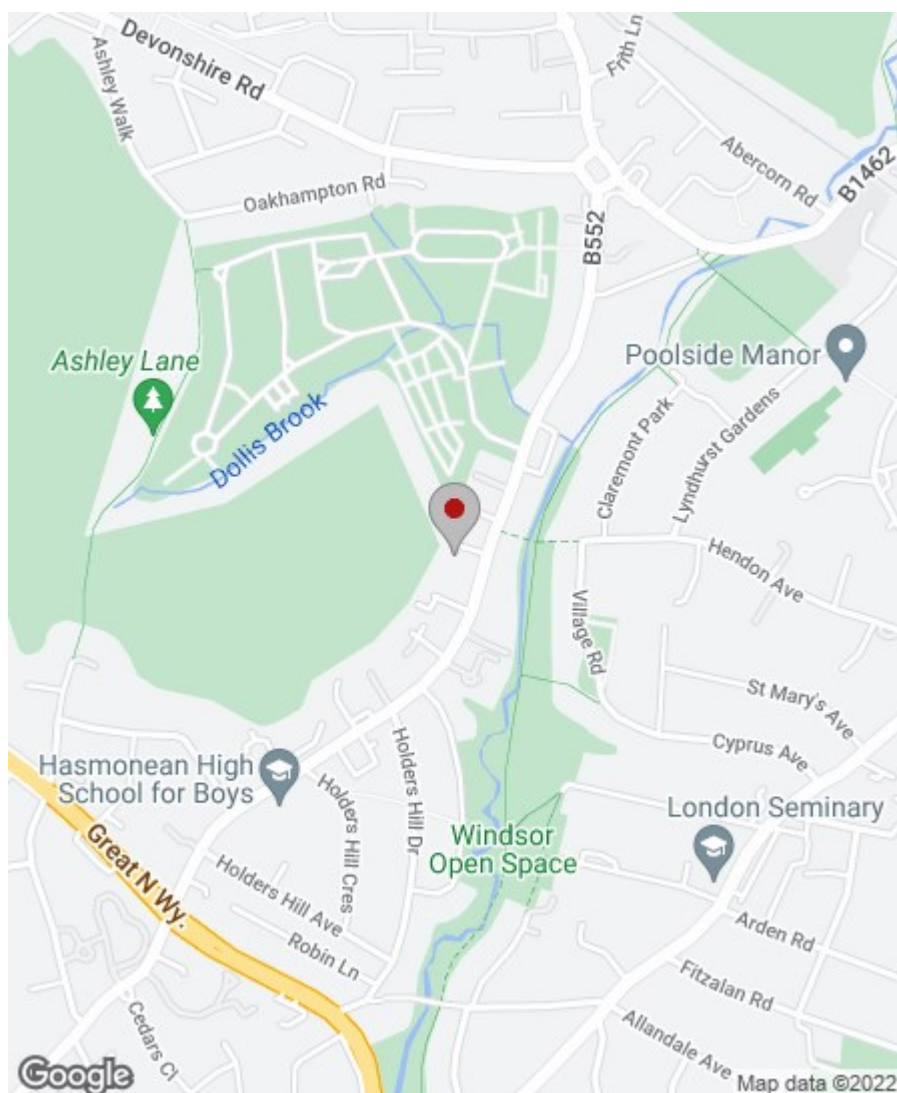 Ashley Walk
Devonshire Rd
Frith Ln
Abercorn Rd
B1462
Oakhampton Rd
B552
Ashley Lane
Poolside Manor
Dollis Brook
Claremont Park
Lyndhurst Gardens
Hendon Ave
Village Rd
St Mary's Ave
Cyprus Ave
Hasmonean High
School for Boys
Holders Hill Dr
Holders Hill Cres
London Seminary
Windsor
Open Space
Great N Wy.
Holders Hill Ave
Robin Ln
Arden Rd
Fitzalan Rd
Cedars Cl
Allandale Ave
Google
Map data ©2022